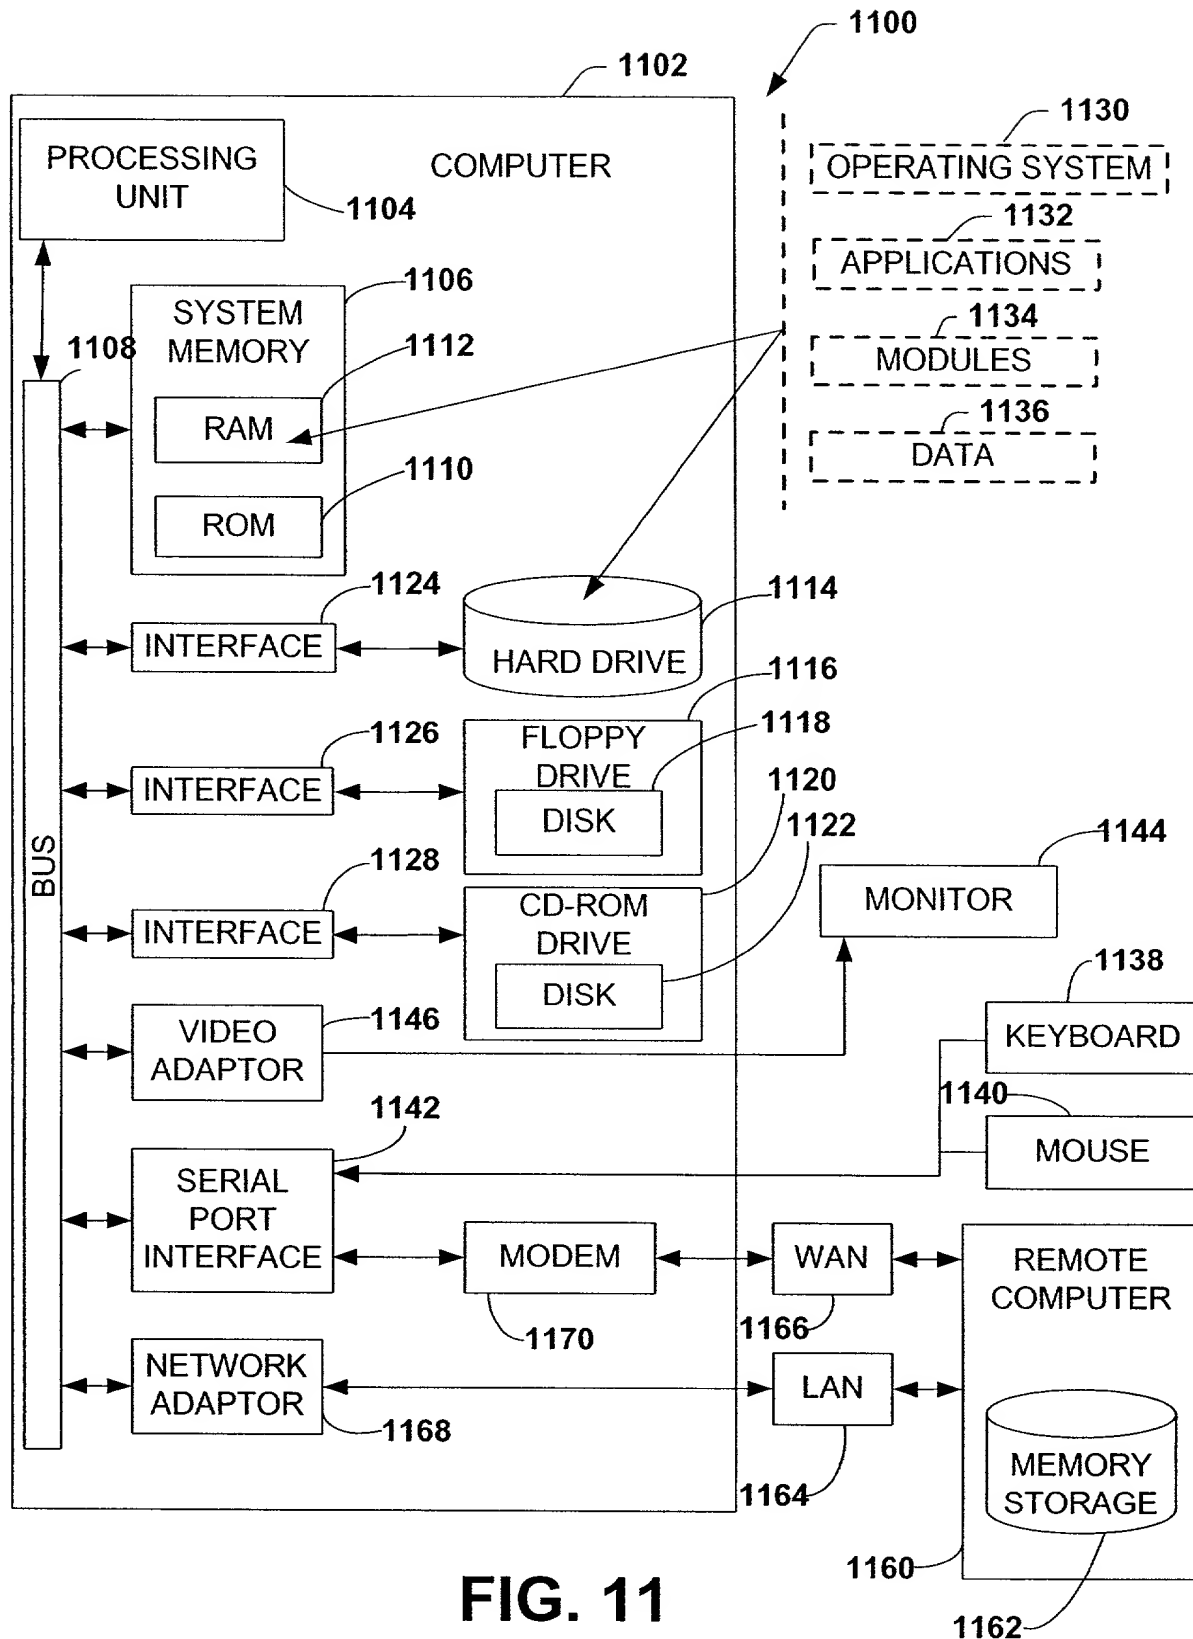 1100
1102
1130
PROCESSING
UNIT
COMPUTER
OPERATING SYSTEM
1104
1132
APPLICATIONS
1106
SYSTEM
MEMORY
1134
1108
1112
MODULES
1136
RAM
DATA
1110
ROM
1124
1114
INTERFACE
HARD DRIVE
1116
1126
FLOPPY
DRIVE
1118
INTERFACE
1120
DISK
1122
1144
BUS
1128
MONITOR
INTERFACE
CD-ROM
DRIVE
1138
DISK
1146
VIDEO
ADAPTOR
KEYBOARD
1140
1142
MOUSE
SERIAL
PORT
INTERFACE
MODEM
WAN
REMOTE
COMPUTER
1170
1166
NETWORK
ADAPTOR
LAN
1168
1164
MEMORY
STORAGE
1160
1162
FIG. 11